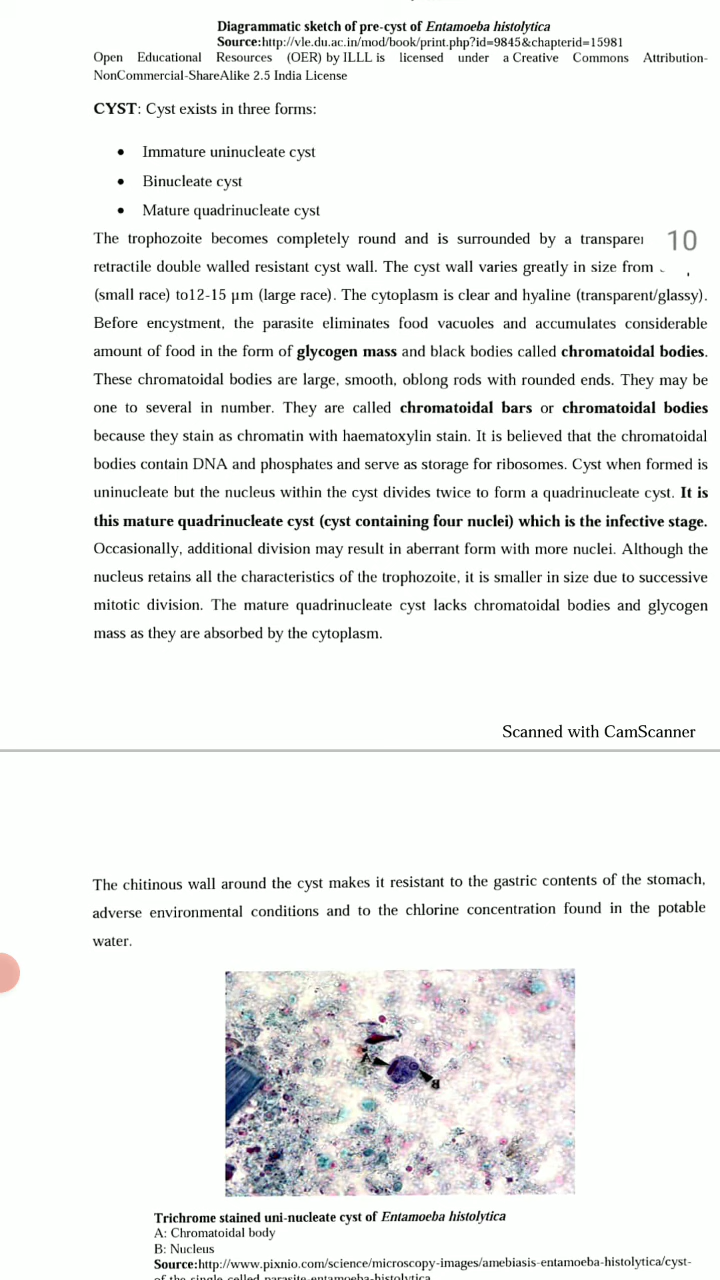 Diagrammatic sketch of pre-cyst of Entamoeba histolytica
Source:http://vle.du.ac.in/mod/book/print.php?id=9845&chapterid=15981
Open Educational Resources (OER) by ILLL is licensed under a Creative Commons Attribution-
NonCommercial-ShareAlike 2.5 India License
CYST: Cyst exists in three forms:
• Immature uninucleate cyst
• Binucleate cyst
• Mature quadrinucleate cyst
The trophozoite becomes completely round and is surrounded by a
10
retractile double walled resistant cyst wall. The cyst wall varies greatly in size from
(small race) to12-15 µm (large race). The cytoplasm is clear and hyaline (transparent/glassy).
Before encystment, the parasite eliminates food vacuoles and accumulates considerable
amount of food in the form of glycogen mass and black bodies called chromatoidal bodies.
These chromatoidal bodies are large, smooth, oblong rods with rounded ends. They may be
one to several in number. They are called chromatoidal bars or chromatoidal bodies
because they stain as chromatin with haematoxylin stain. It is believed that the chromatoidal
bodies contain DNA and phosphates and serve as storage for ribosomes. Cyst when formed is
uninucleate but the nucleus within the cyst divides twice to form a quadrinucleate cyst. It is
this mature quadrinucleate cyst (cyst containing four nuclei) which is the infective stage.
Occasionally, additional division may result in aberrant form with more nuclei. Although the
nucleus retains all the characteristics of the trophozoite, it is smaller in size due to successive
mitotic division. The mature quadrinucleate cyst lacks chromatoidal bodies and glycogen
mass as they are absorbed by the cytoplasm.
Scanned with CamScanner
The chitinous wall around the cyst makes it resistant to the gastric contents of the stomach,
adverse environmental conditions and to the chlorine concentration found in the potable
water.
A
B
Trichrome stained uni-nucleate cyst of Entamoeba histolytica
A: Chromatoidal body
B: Nucleus
Source:http://www.pixnio.com/science/microscopy-images/amebiasis-entamoeba-histolytica/cyst-
of-the-single-celled-parasite-entamoeba-histolytica